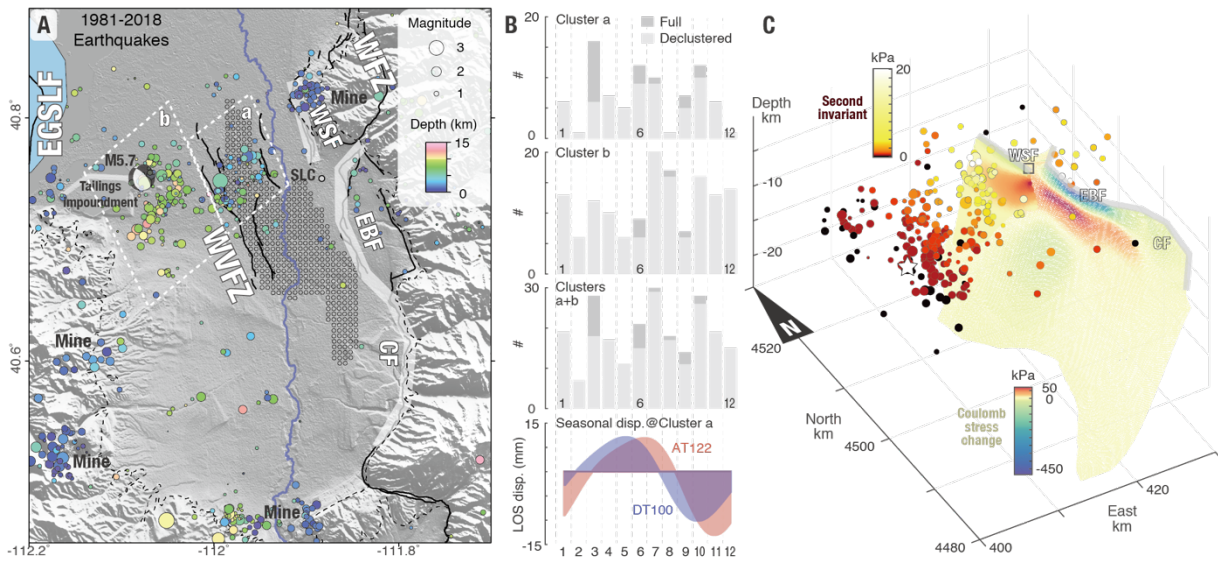 A
1981-2018
Earthquakes
Magnitude
3
2
1
Depth (km)
15
0
EGSLF
WFZ
WSF
Mine
b
a
M5.7
Tailings
Impoundment
SLC
WVFZ
EBF
CF
Mine
Mine
Mine
40.8°
40.6°
-112.2
-112
-111.8
B
Cluster a
Full
Declustered
20
#
0
1
6
12
Cluster b
20
#
0
1
6
12
Clusters
a+b
30
#
0
1
6
12
Seasonal disp.@Cluster a
15
LOS disp. (mm)
-15
AT122
DT100
1 2 3 4 5 6 7 8 9 10 11 12
C
kPa
20
0
Second
invariant
Depth
km
-10
-20
WSF
EBF
CF
N
4520
North
km
4500
4480
400
420
East
km
kPa
50
0
-450
Coulomb
stress
change